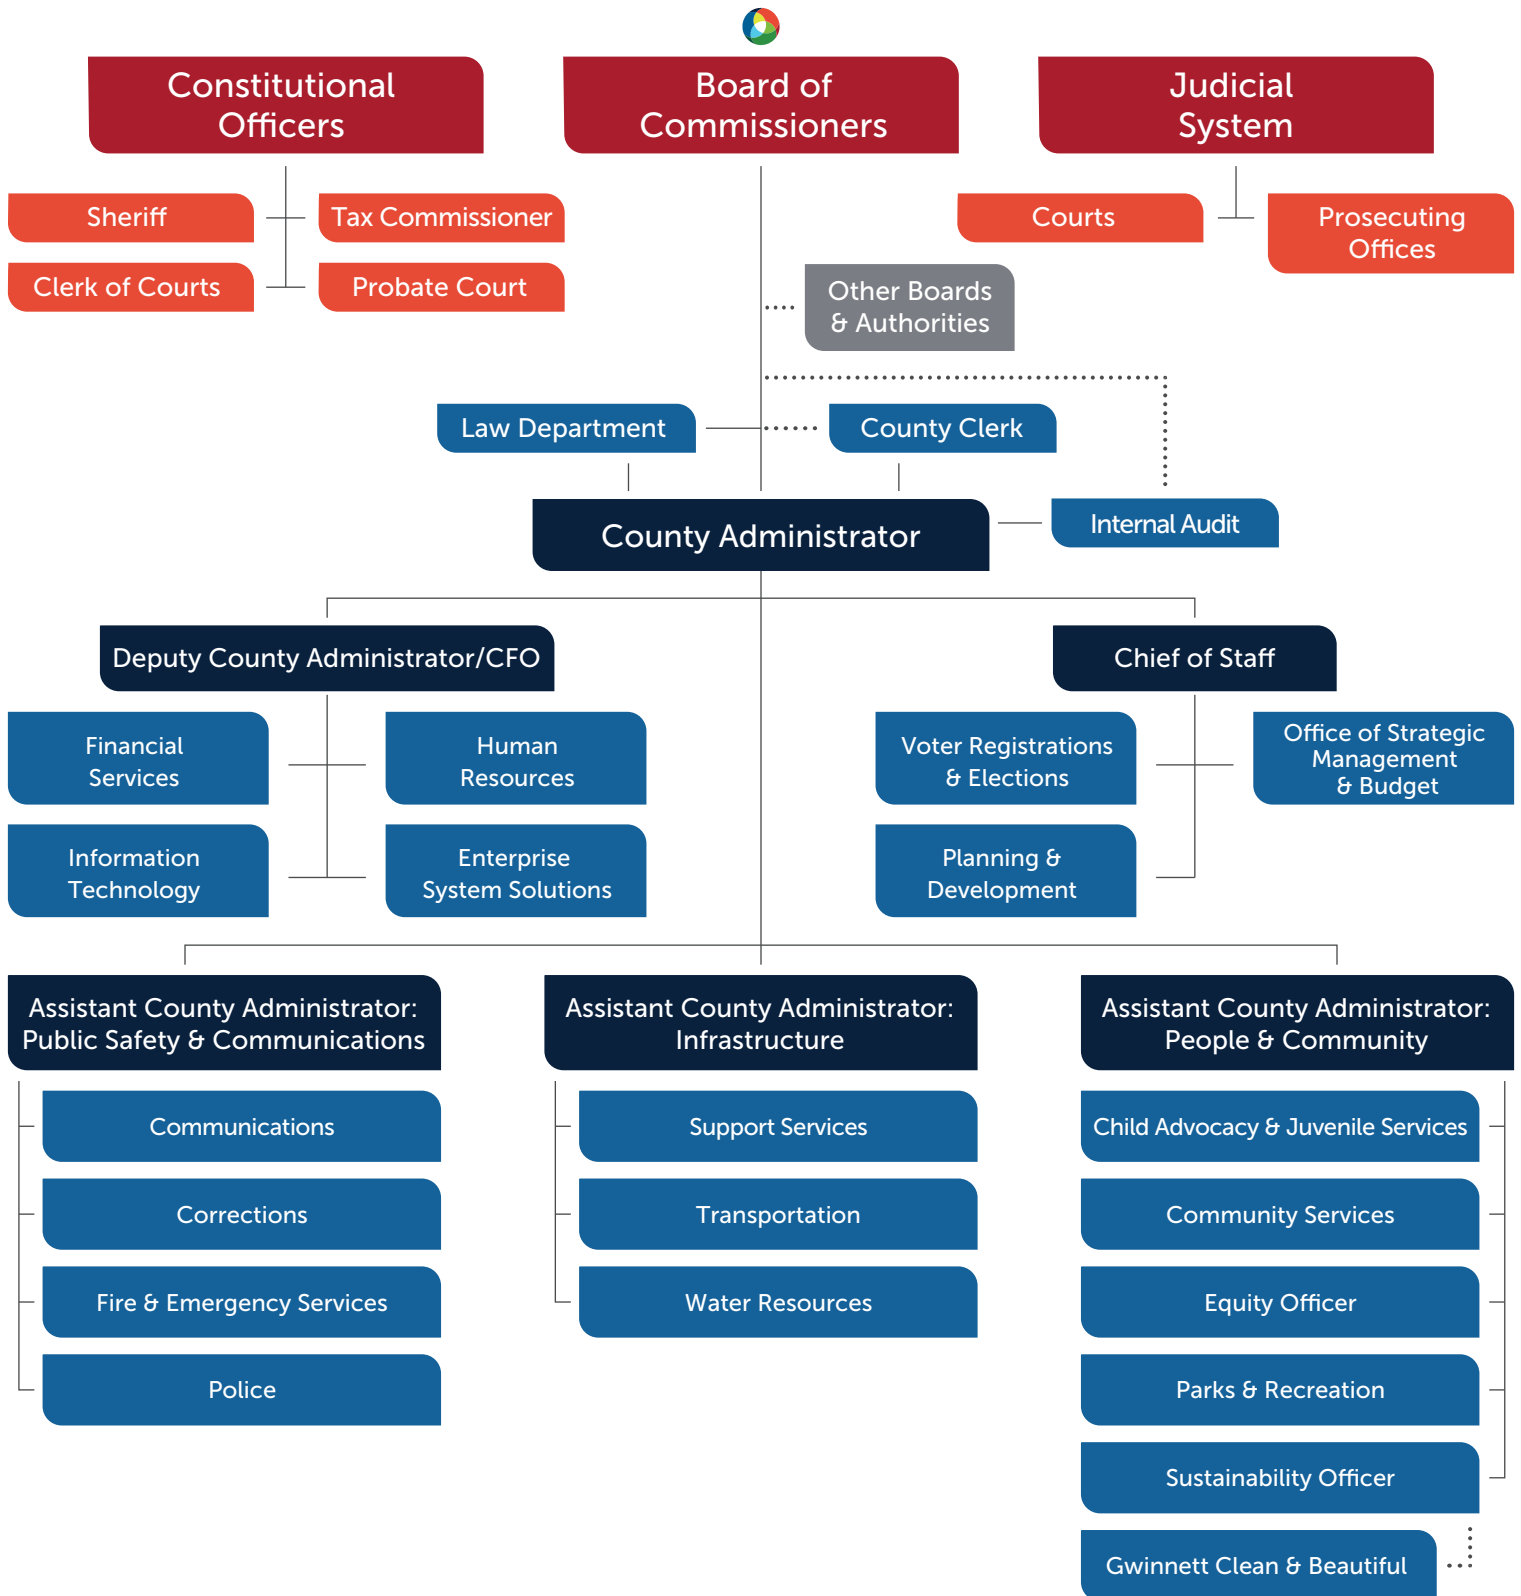 Constitutional
Officers
Board of
Commissioners
Judicial
System
Sheriff
Tax Commissioner
Clerk of Courts
Probate Court
Courts
Prosecuting
Offices
Other Boards
& Authorities
Law Department
County Clerk
County Administrator
Internal Audit
Deputy County Administrator/CFO
Chief of Staff
Financial
Services
Human
Resources
Information
Technology
Enterprise
System Solutions
Voter Registrations
& Elections
Office of Strategic
Management
& Budget
Planning &
Development
Assistant County Administrator:
Public Safety & Communications
Communications
Corrections
Fire & Emergency Services
Police
Assistant County Administrator:
Infrastructure
Support Services
Transportation
Water Resources
Assistant County Administrator:
People & Community
Child Advocacy & Juvenile Services
Community Services
Equity Officer
Parks & Recreation
Sustainability Officer
Gwinnett Clean & Beautiful